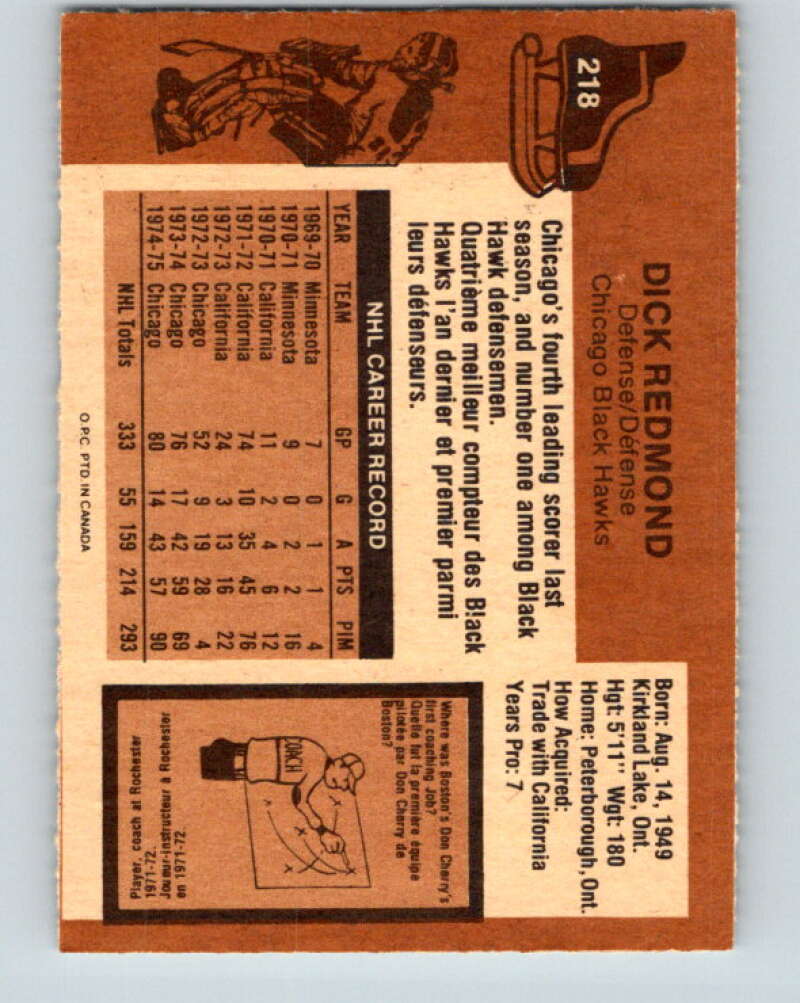 218
DICK REDMOND
Defense/Défense
Chicago Black Hawks
Born: Aug. 14, 1949
Kirkland Lake, Ont.
Hgt: 5'11" Wgt: 180
Home: Peterborough, Ont.
How Acquired:
Trade with California
Years Pro: 7
Chicago's fourth leading scorer last
season, and number one among Black
Hawk defensemen.
Quatrième meilleur compteur des Black
Hawks l'an dernier et premier parmi
leurs défenseurs.
NHL CAREER RECORD
YEAR TEAM GP G A PTS PIM
1969-70 Minnesota 7 0 1 1 4
1970-71 Minnesota 9 0 2 2 16
1970-71 California 11 2 4 6 12
1971-72 California 74 10 35 45 76
1972-73 California 24 3 13 16 22
1972-73 Chicago 52 9 19 28 4
1973-74 Chicago 76 17 42 59 69
1974-75 Chicago 80 14 43 57 90
NHL Totals 333 55 159 214 293
Where was Boston's Don Cherry's
first coaching Job?
Quelle fut la première équipe
pilotée par Don Cherry de
Boston?
COACH
Player, coach at Rochester
1971-72.
Joueur-instructeur à Rochester
en 1971-72.
O.P.C. PTD. IN CANADA